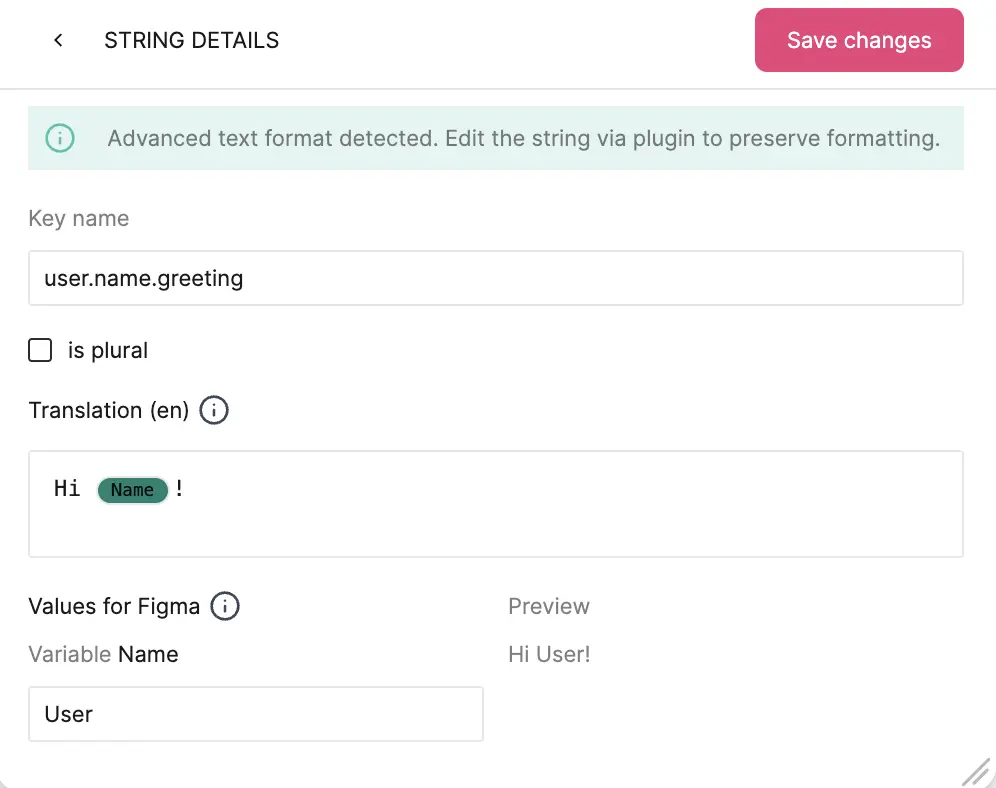 STRING DETAILS
Save changes
Advanced text format detected. Edit the string via plugin to preserve formatting.
Key name
user.name.greeting
is plural
Translation (en)
Hi Name !
Values for Figma
Preview
Variable Name
Hi User!
User